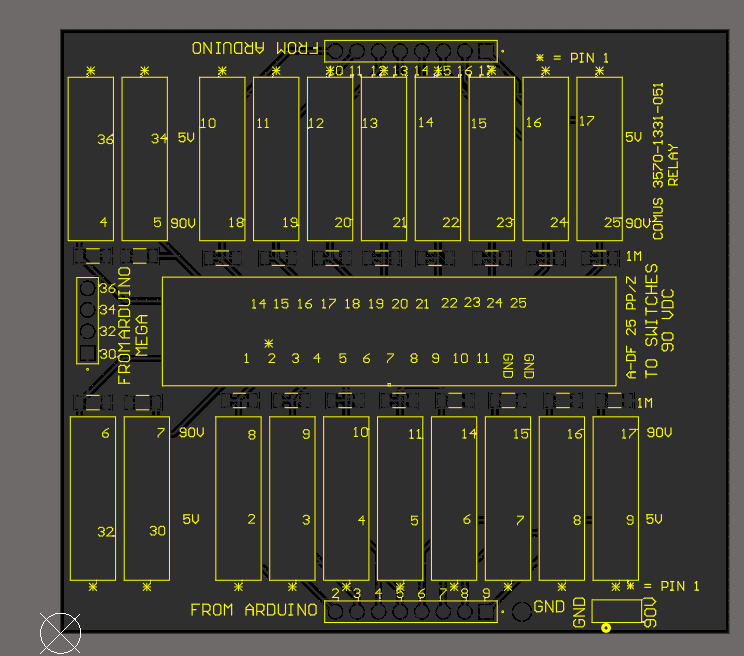 FROM ARDUINO
* = PIN 1
10 11 12 13 14 15 16 17
36 34 5V 10 11 12 13 14 15 16 17 5V
4 5 90V 18 19 20 21 22 23 24 25 90V
COMUS 3570-1331-051
RELAY
1M
36
34
32
30
FROM ARDUINO
MEGA
14 15 16 17 18 19 20 21 22 23 24 25
*
1 2 3 4 5 6 7 8 9 10 11 GND GND
A-DF 25 PP/Z
TO SWITCHES
90 VDC
1M
6 7 90V 8 9 10 11 14 15 16 17 90V
32 30 5V 2 3 4 5 6 7 8 9 5V
* = PIN 1
2 3 4 5 6 7 8 9
FROM ARDUINO
GND
GND
90V